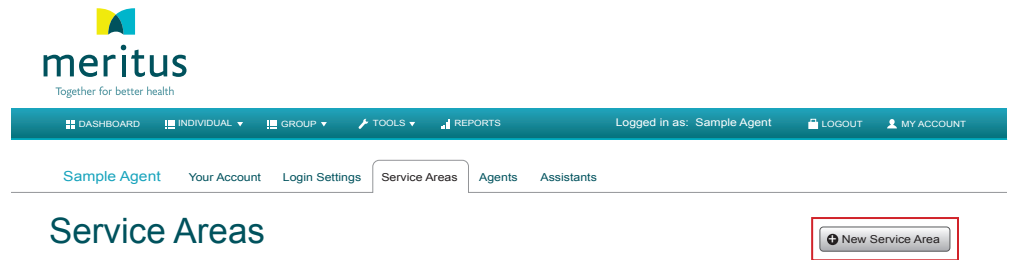 meritus
Together for better health
DASHBOARD INDIVIDUAL GROUP TOOLS REPORTS Logged in as: Sample Agent LOGOUT MY ACCOUNT
Sample Agent Your Account Login Settings Service Areas Agents Assistants
Service Areas
New Service Area